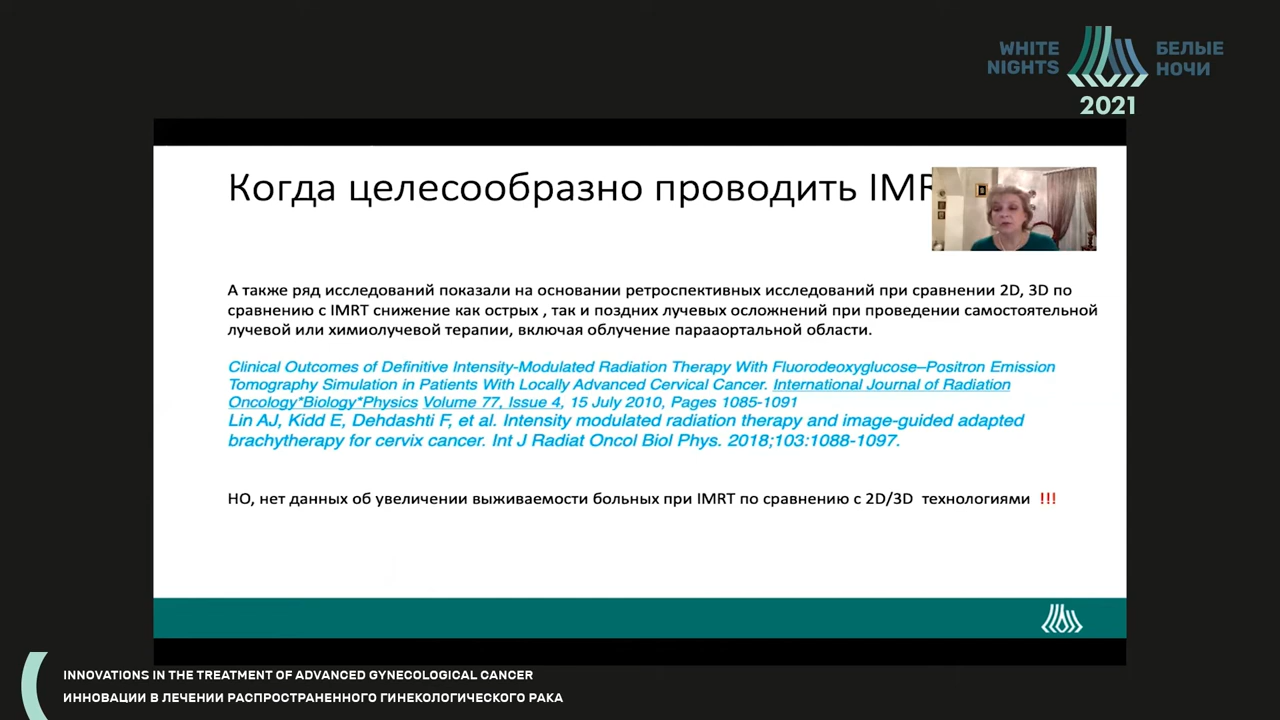 WHITE NIGHTS
БЕЛЫЕ НОЧИ
2021
Когда целесообразно проводить
А также ряд исследований показали на основании ретроспективных исследований при сравнении 2D, 3D по
сравнению с IMRT снижение как острых , так и поздних лучевых осложнений при проведении самостоятельной
лучевой или химиолучевой терапии, включая облучение парааортальной области.
Clinical Outcomes of Definitive Intensity-Modulated Radiation Therapy With Fluorodeoxyglucose–Positron Emission
Tomography Simulation in Patients With Locally Advanced Cervical Cancer. International Journal of Radiation
Oncology*Biology*Physics Volume 77, Issue 4, 15 July 2010, Pages 1085-1091
Lin AJ, Kidd E, Dehdashti F, et al. Intensity modulated radiation therapy and image-guided adapted
brachytherapy for cervix cancer. Int J Radiat Oncol Biol Phys. 2018;103:1088-1097.
НО, нет данных об увеличении выживаемости больных при IMRT по сравнению с 2D/3D технологиями !!!
INNOVATIONS IN THE TREATMENT OF ADVANCED GYNECOLOGICAL CANCER
ИННОВАЦИИ В ЛЕЧЕНИИ РАСПРОСТРАНЕННОГО ГИНЕКОЛОГИЧЕСКОГО РАКА